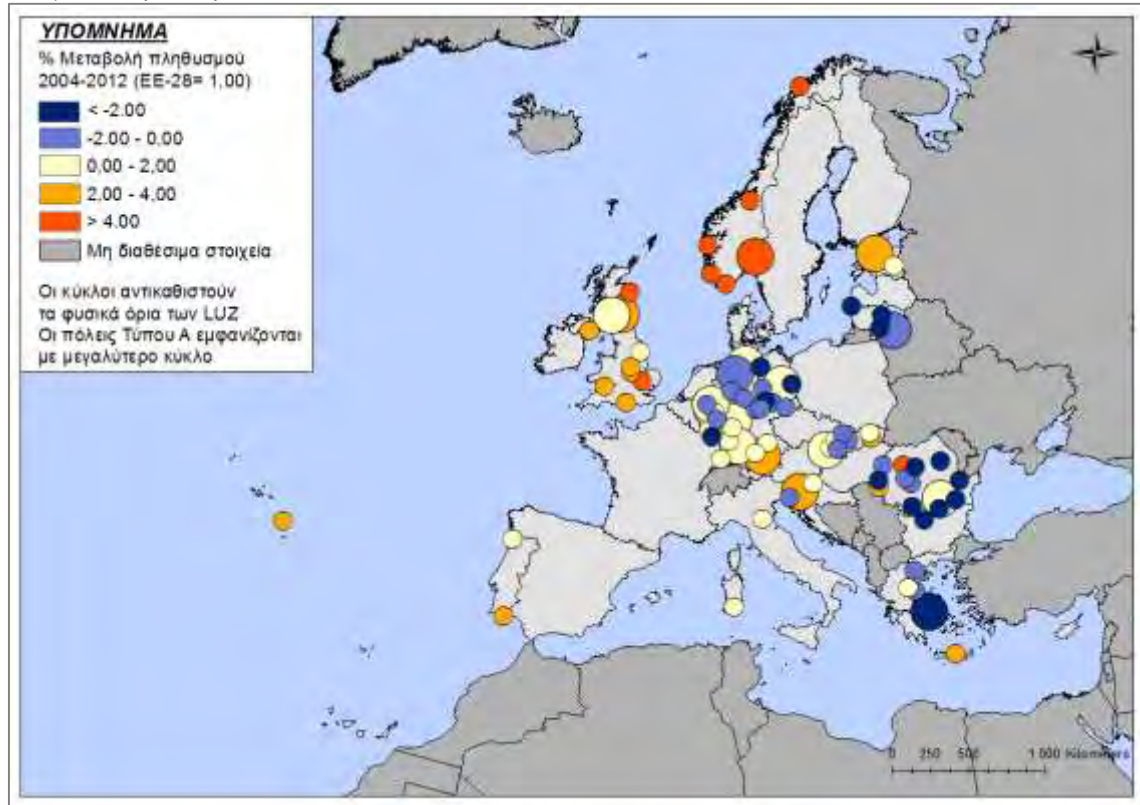 ΥΠΟΜΝΗΜΑ
% Μεταβολή πληθυσμού
2004-2012 (ΕΕ-28= 1,00)
< -2.00
-2.00 - 0,00
0,00 - 2,00
2,00 - 4,00
> 4.00
Μη διαθέσιμα στοιχεία
Οι κύκλοι αντικαθιστούν
τα φυσικά όρια των LUZ
Οι πόλεις Τύπου Α εμφανίζονται
με μεγαλύτερο κύκλο
0 250 500 1 000 Kilometers